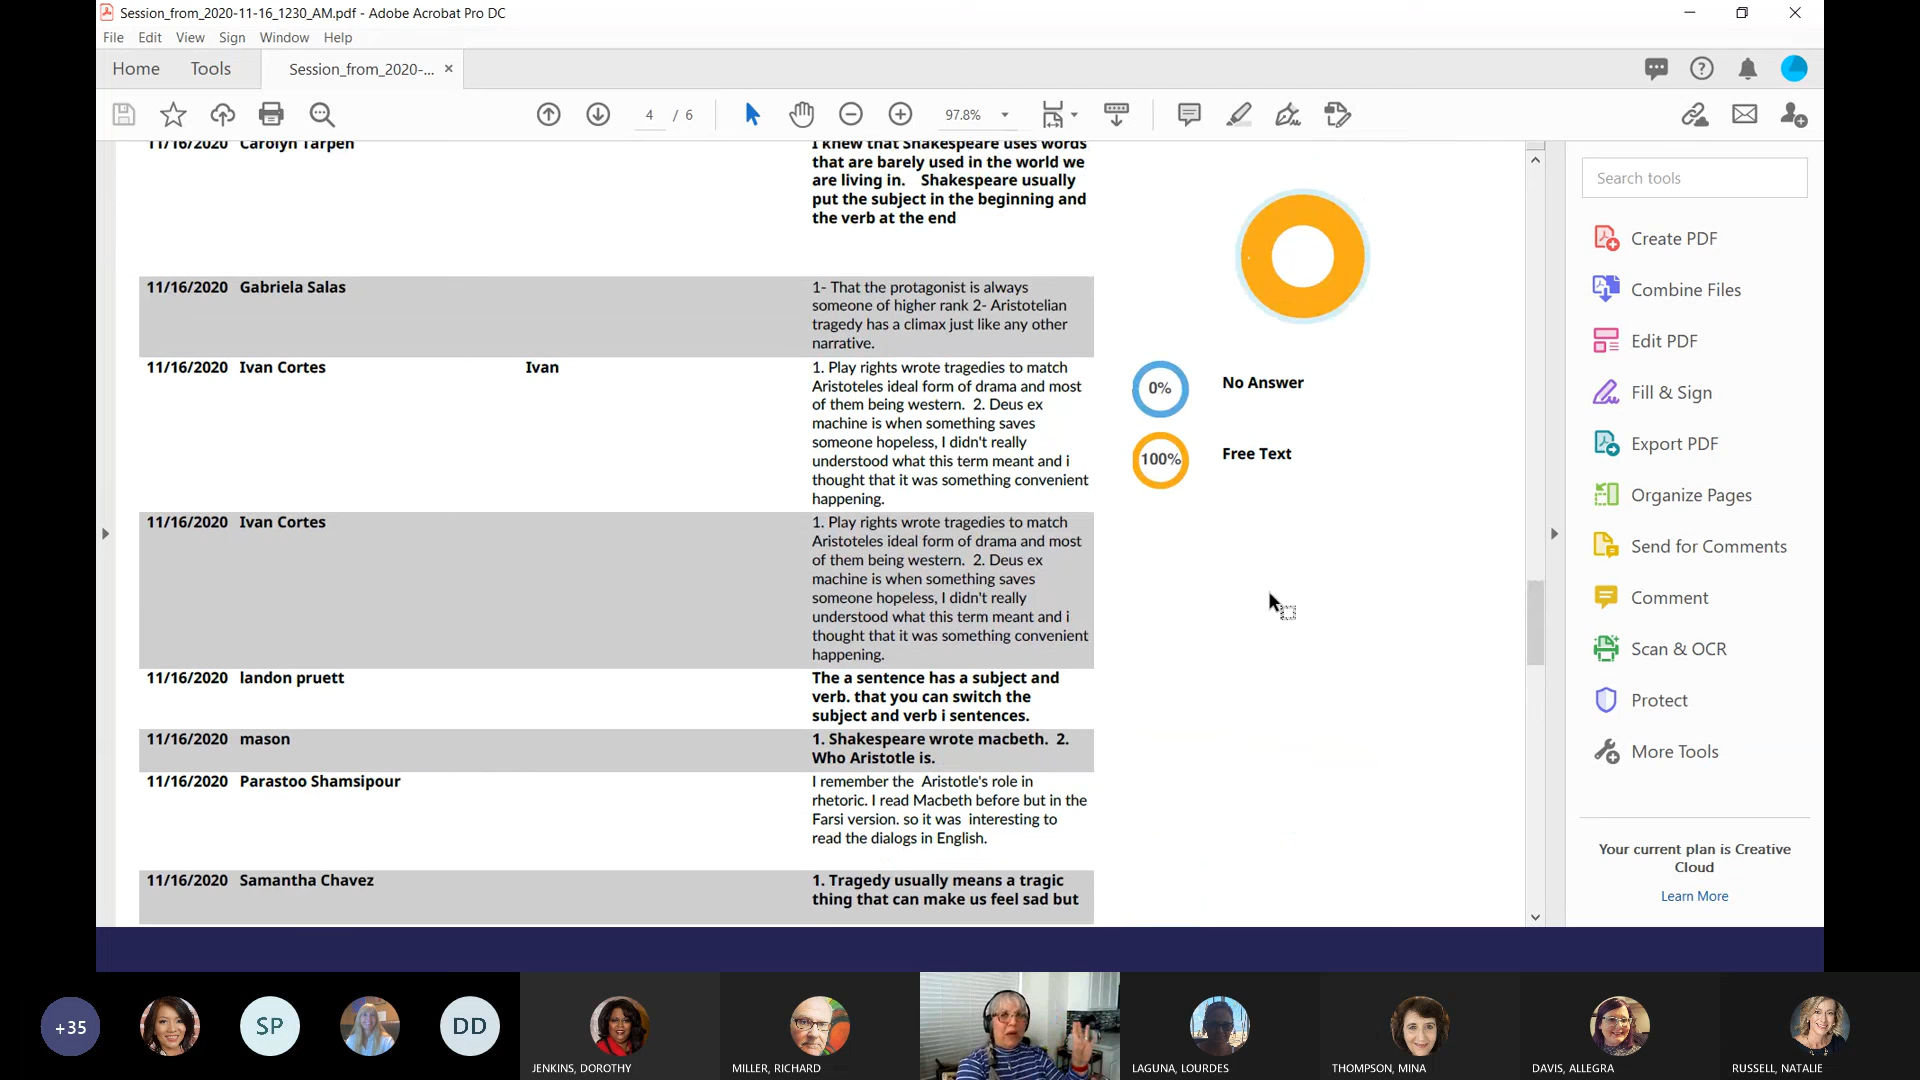 Session_from_2020-11-16_1230_AM.pdf - Adobe Acrobat Pro DC
File Edit View Sign Window Help
Home Tools Session_from_2020-... ×
4 / 6 97.8%
11/16/2020 Carolyn Tarpeh
I knew that Shakespeare uses words
that are barely used in the world we
are living in. Shakespeare usually
put the subject in the beginning and
the verb at the end
11/16/2020 Gabriela Salas
1- That the protagonist is always
someone of higher rank 2- Aristotelian
tragedy has a climax just like any other
narrative.
11/16/2020 Ivan Cortes Ivan
1. Play rights wrote tragedies to match
Aristoteles ideal form of drama and most
of them being western. 2. Deus ex
machine is when something saves
someone hopeless, I didn't really
understood what this term meant and i
thought that it was something convenient
happening.
11/16/2020 Ivan Cortes
1. Play rights wrote tragedies to match
Aristoteles ideal form of drama and most
of them being western. 2. Deus ex
machine is when something saves
someone hopeless, I didn't really
understood what this term meant and i
thought that it was something convenient
happening.
11/16/2020 landon pruett
The a sentence has a subject and
verb. that you can switch the
subject and verb i sentences.
11/16/2020 mason
1. Shakespeare wrote macbeth. 2.
Who Aristotle is.
11/16/2020 Parastoo Shamsipour
I remember the Aristotle's role in
rhetoric. I read Macbeth before but in the
Farsi version. so it was interesting to
read the dialogs in English.
11/16/2020 Samantha Chavez
1. Tragedy usually means a tragic
thing that can make us feel sad but
0% No Answer
100% Free Text
Search tools
Create PDF
Combine Files
Edit PDF
Fill & Sign
Export PDF
Organize Pages
Send for Comments
Comment
Scan & OCR
Protect
More Tools
Your current plan is Creative
Cloud
Learn More
+35
SP
DD
JENKINS, DOROTHY
MILLER, RICHARD
LAGUNA, LOURDES
THOMPSON, MINA
DAVIS, ALLEGRA
RUSSELL, NATALIE